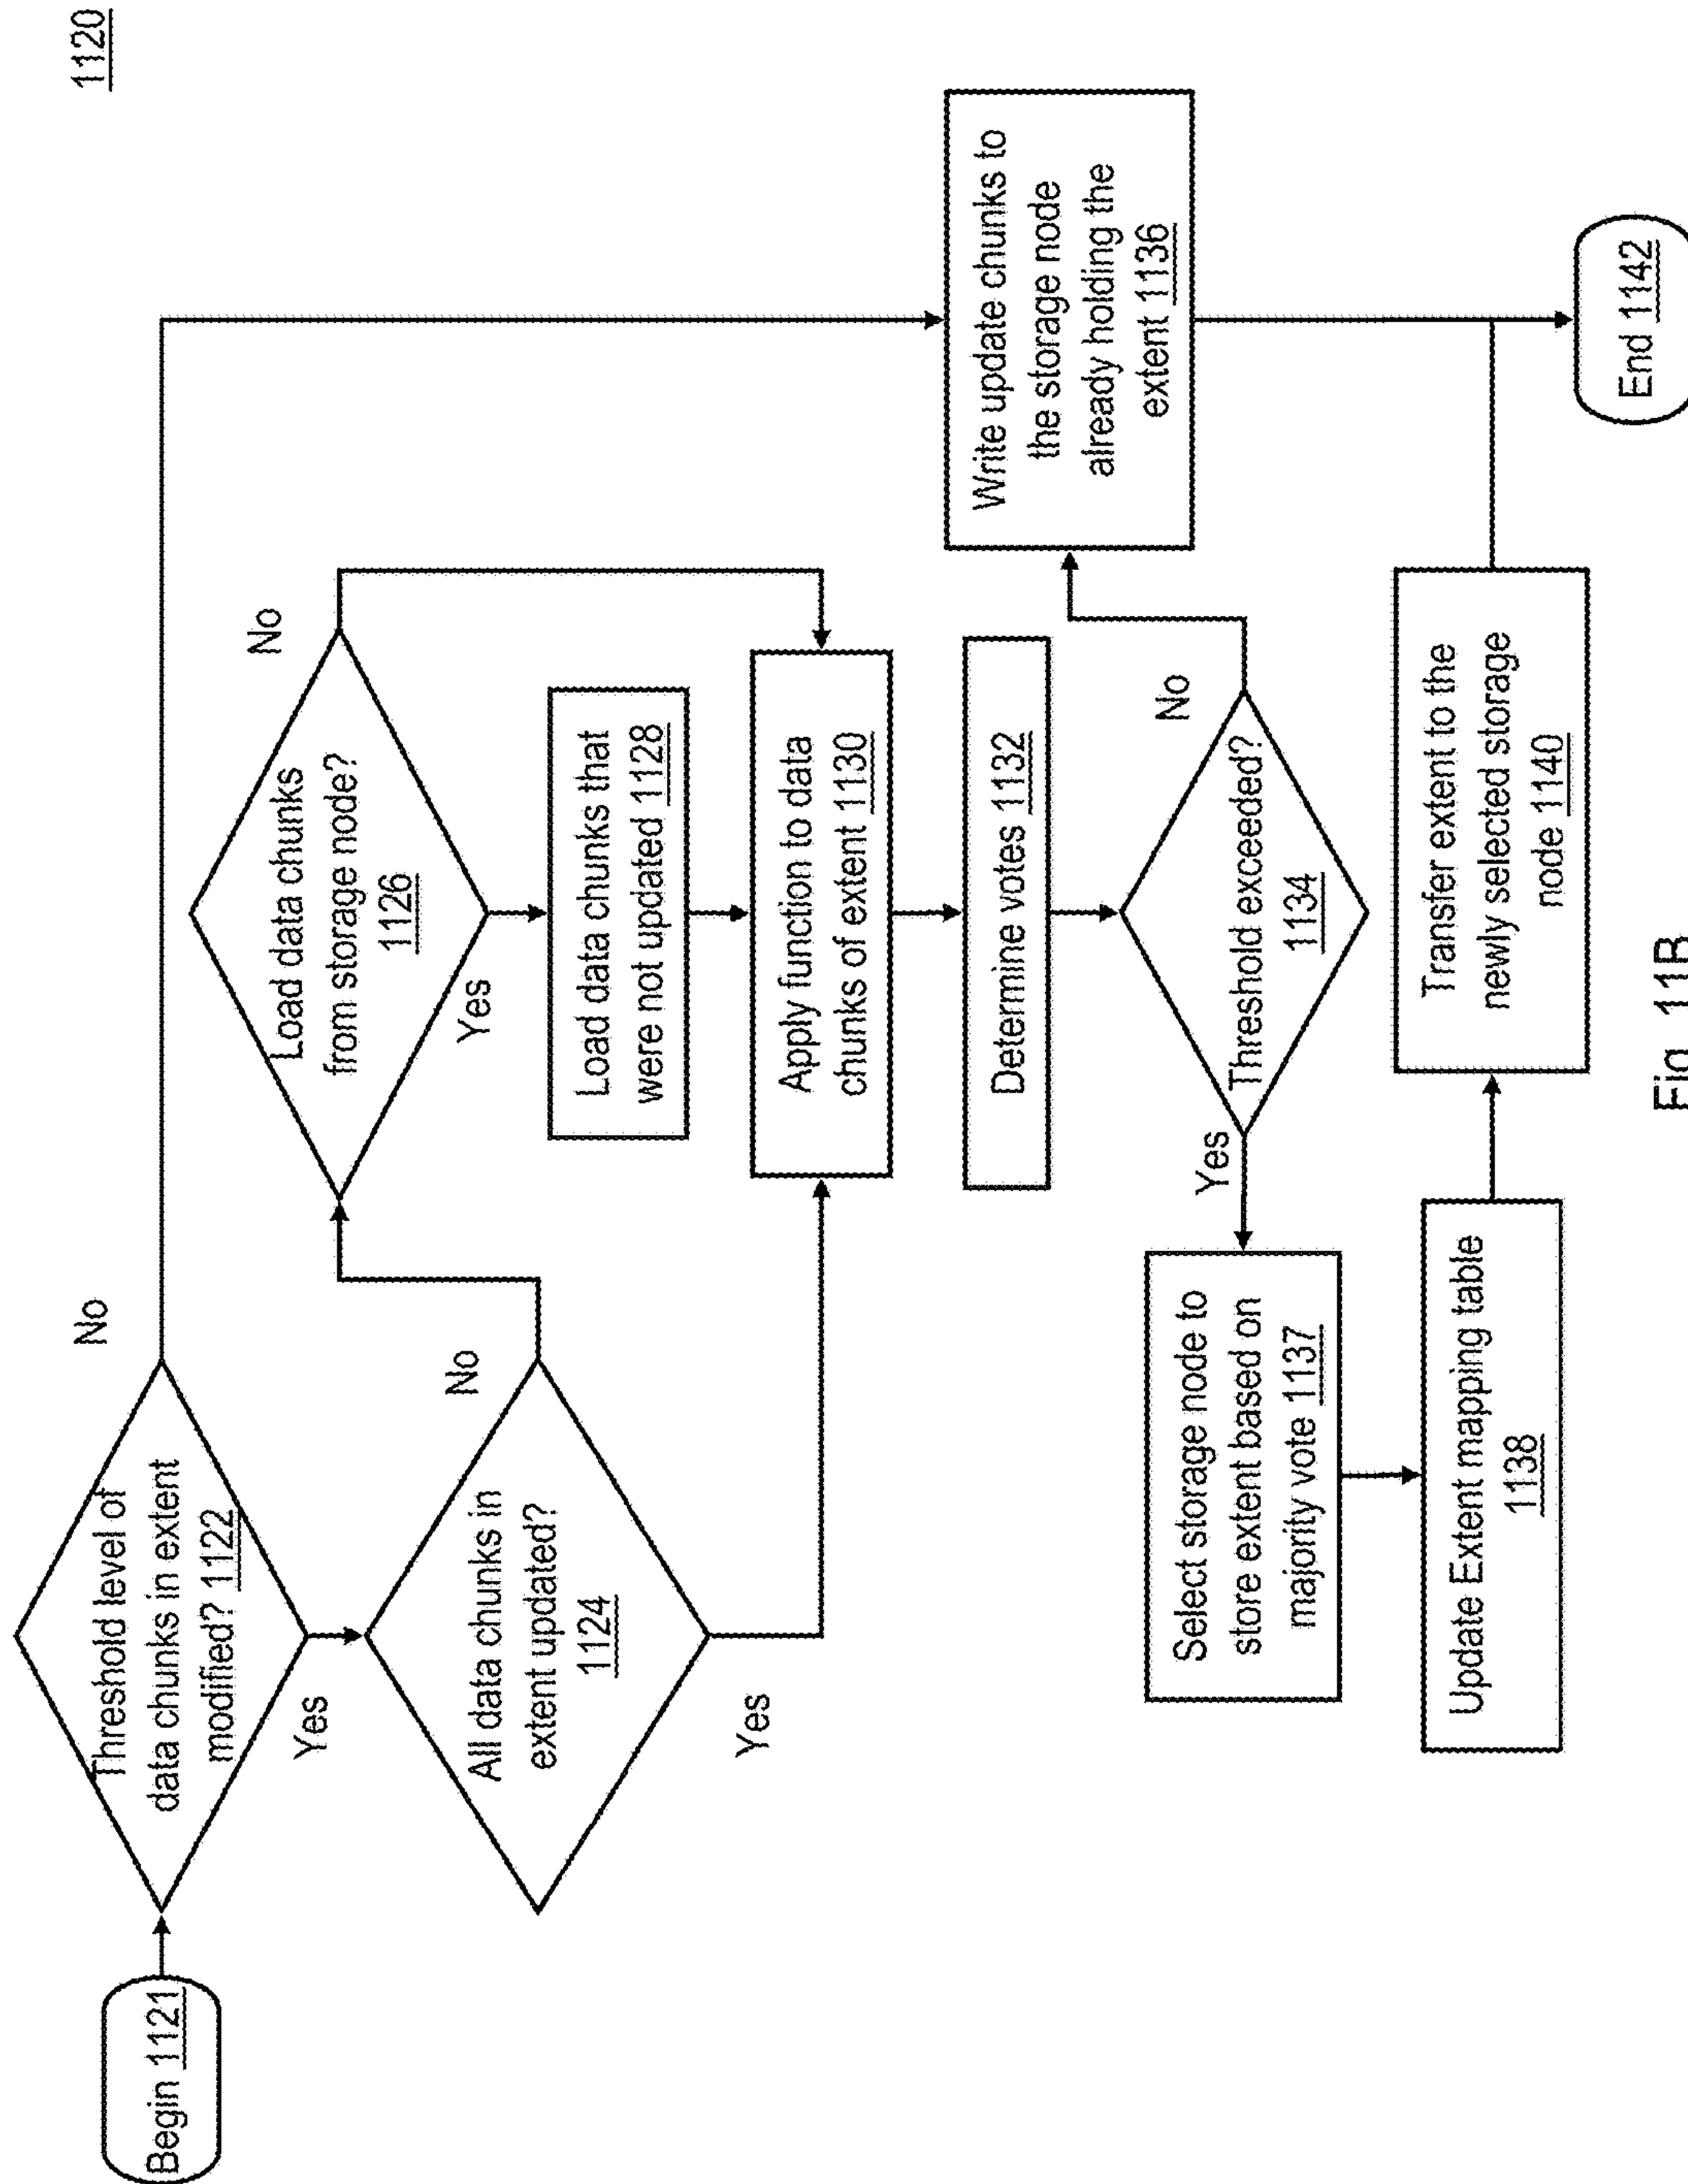 1120
Begin 1121
Threshold level of
data chunks in extent
modified? 1122
No
Yes
All data chunks in
extent updated?
1124
No
Yes
Load data chunks
from storage node?
1126
No
Yes
Load data chunks that
were not updated 1128
Apply function to data
chunks of extent 1130
Determine votes 1132
Threshold exceeded?
1134
No
Yes
Write update chunks to
the storage node
already holding the
extent 1136
Select storage node to
store extent based on
majority vote 1137
Update Extent mapping table
1138
Transfer extent to the
newly selected storage
node 1140
End 1142
Fig. 11B